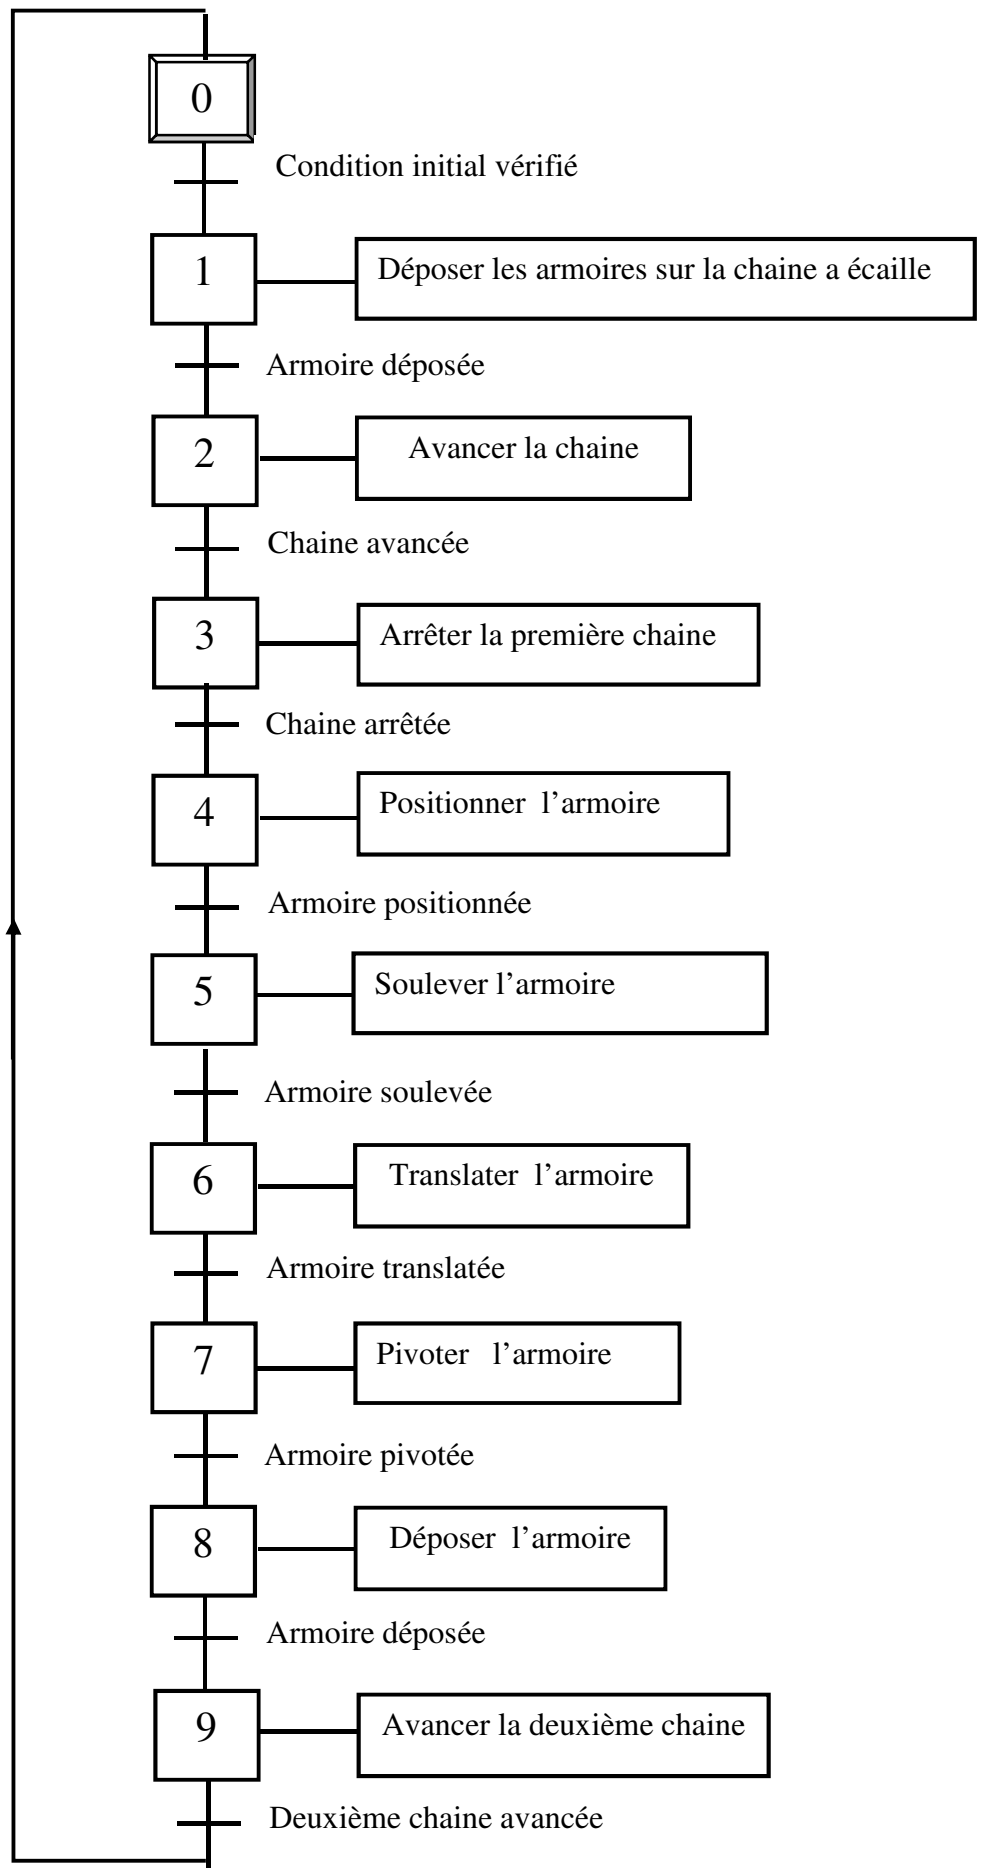 0
Condition initial vérifié
1
Déposer les armoires sur la chaine a écaille
Armoire déposée
2
Avancer la chaine
Chaine avancée
3
Arrêter la première chaine
Chaine arrêtée
4
Positionner l’armoire
Armoire positionnée
5
Soulever l’armoire
Armoire soulevée
6
Translater l’armoire
Armoire translatée
7
Pivoter l’armoire
Armoire pivotée
8
Déposer l’armoire
Armoire déposée
9
Avancer la deuxième chaine
Deuxième chaine avancée